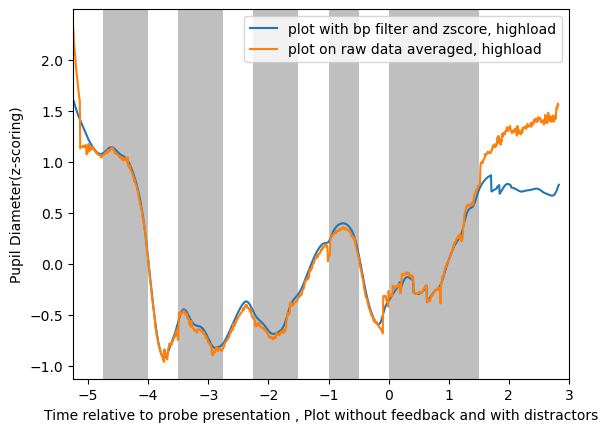 plot with bp filter and zscore, highload
plot on raw data averaged, highload
Pupil Diameter(z-scoring)
2.0
1.5
1.0
0.5
0.0
−0.5
−1.0
−5 −4 −3 −2 −1 0 1 2 3
Time relative to probe presentation , Plot without feedback and with distractors